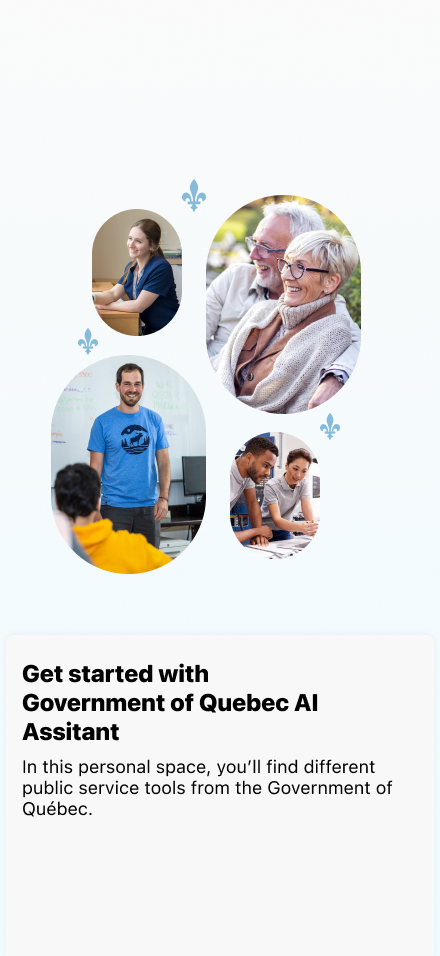 Get started with
Government of Quebec AI
Assitant
In this personal space, you’ll find different
public service tools from the Government of
Québec.